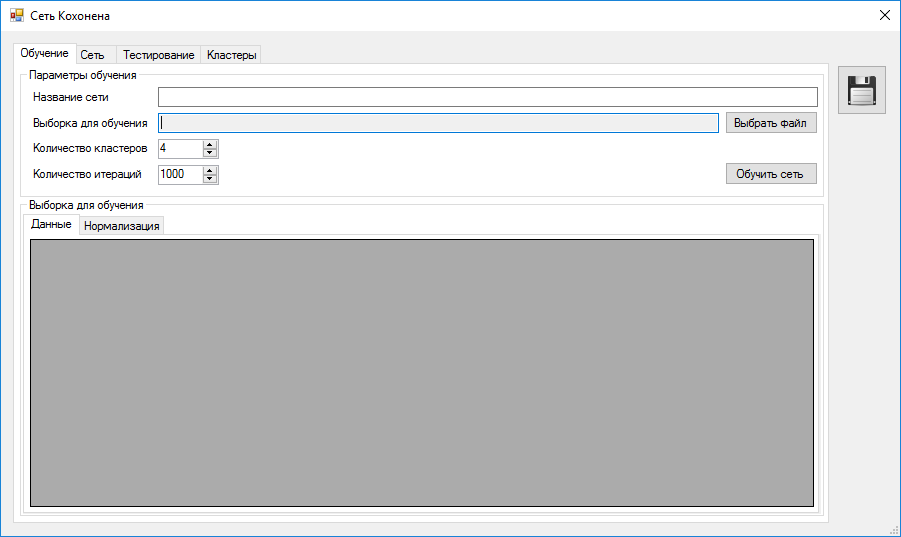 Сеть Кохонена
Обучение Сеть Тестирование Кластеры
Параметры обучения
Название сети
Выборка для обучения Выбрать файл
Количество кластеров 4
Количество итераций 1000 Обучить сеть
Выборка для обучения
Данные Нормализация